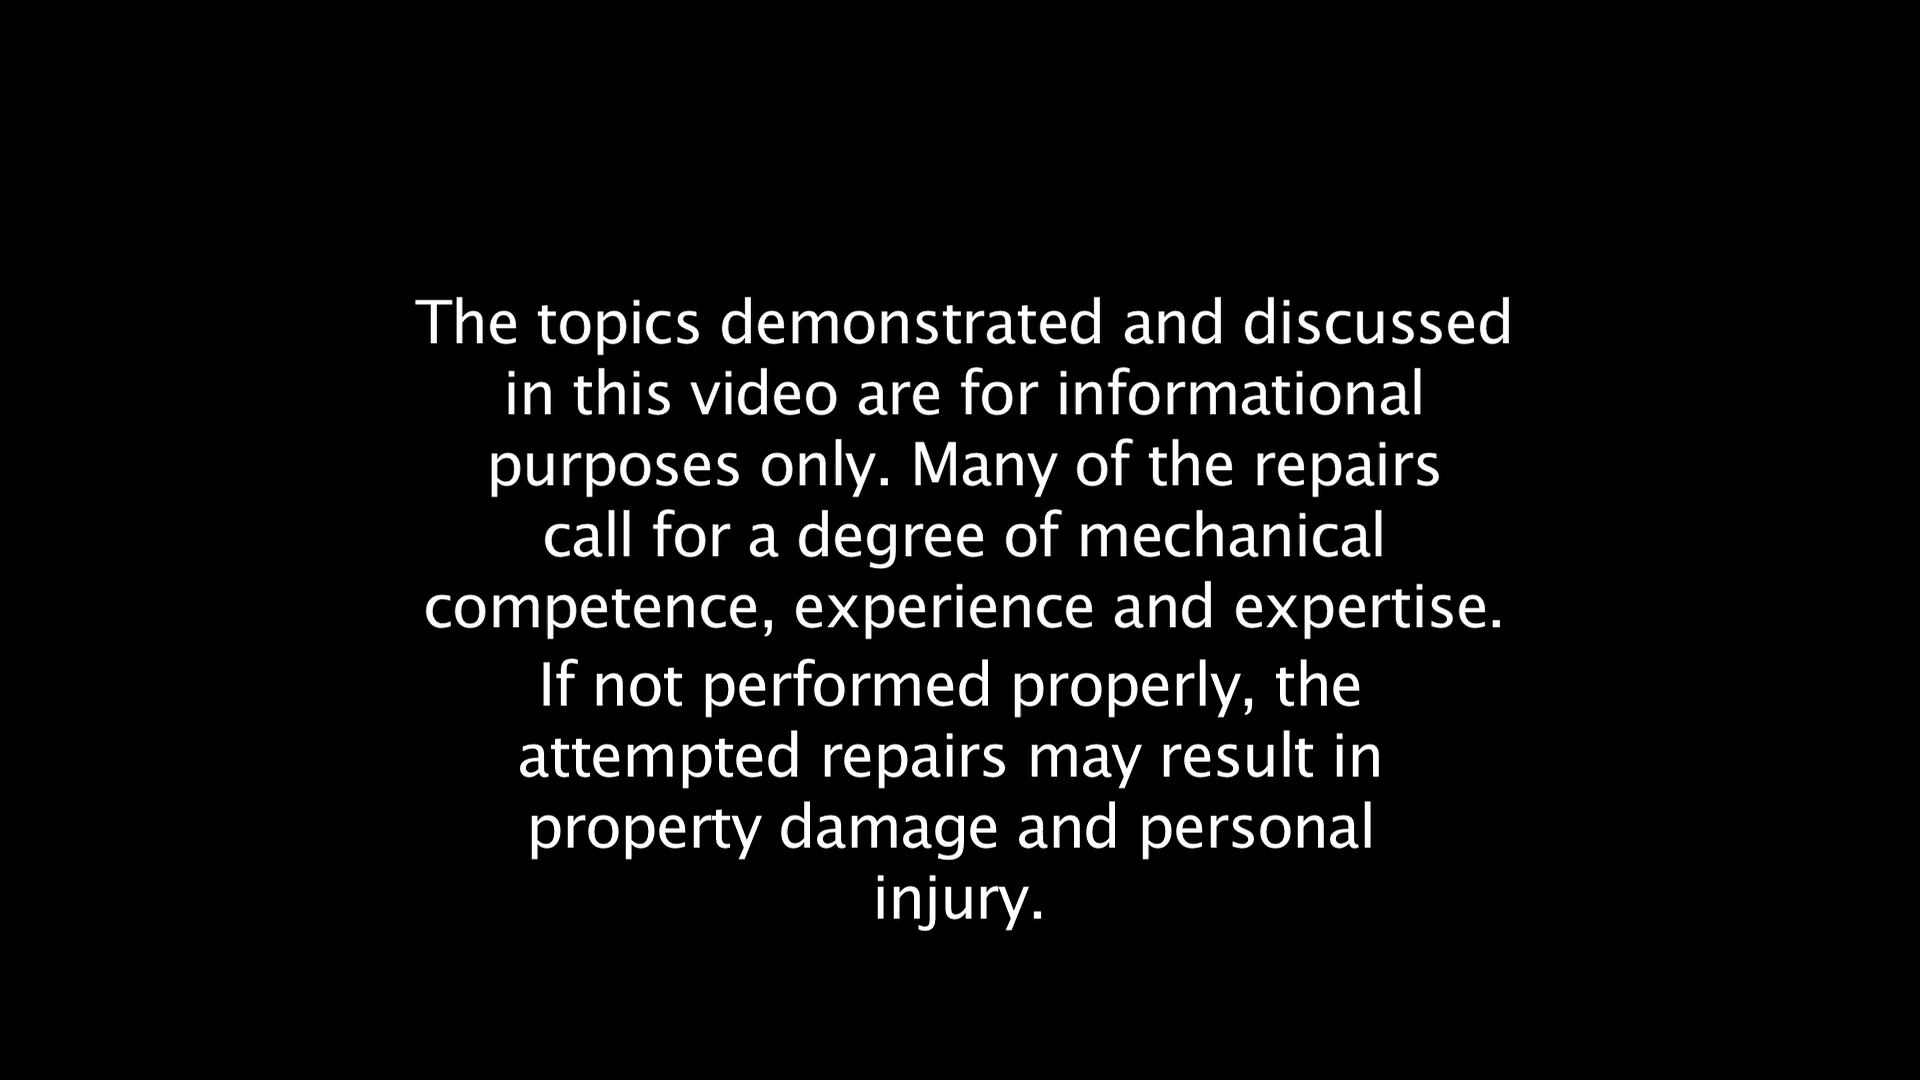 The topics demonstrated and discussed
in this video are for informational
purposes only. Many of the repairs
call for a degree of mechanical
competence, experience and expertise.
If not performed properly, the
attempted repairs may result in
property damage and personal
injury.